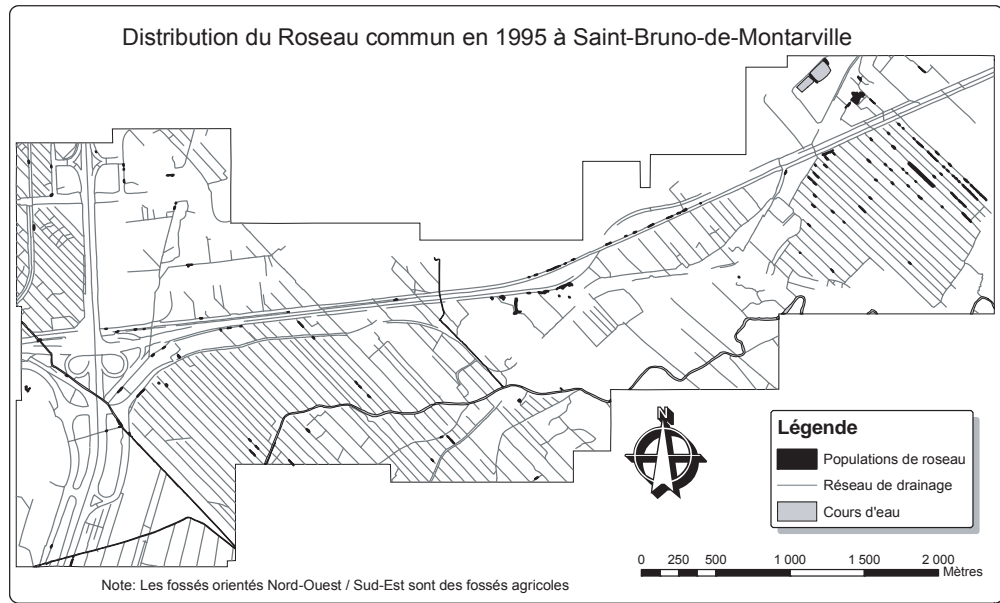 Distribution du Roseau commun en 1995 à Saint-Bruno-de-Montarville
N
Légende
Populations de roseau
Réseau de drainage
Cours d'eau
0 250 500 1 000 1 500 2 000
Mètres
Note: Les fossés orientés Nord-Ouest / Sud-Est sont des fossés agricoles